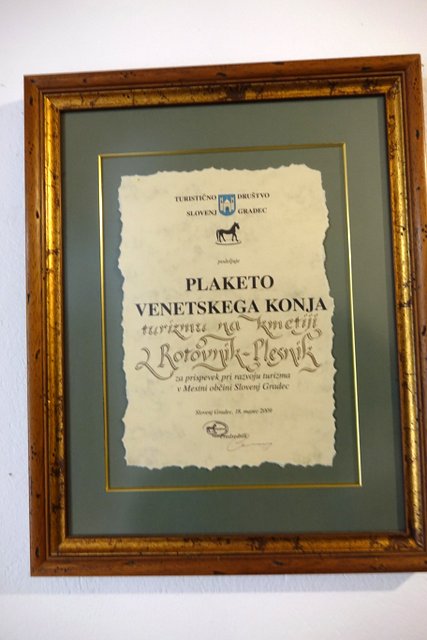 TURISTIČNO DRUŠTVO
SLOVENJ GRADEC
podeljuje
PLAKETO
VENETSKEGA KONJA
turizmu na kmetiji
Rotovnik-Plesnik
za prispevek pri razvoju turizma
v Mestni občini Slovenj Gradec
Slovenj Gradec, 18. marec 2009
Predsednik: